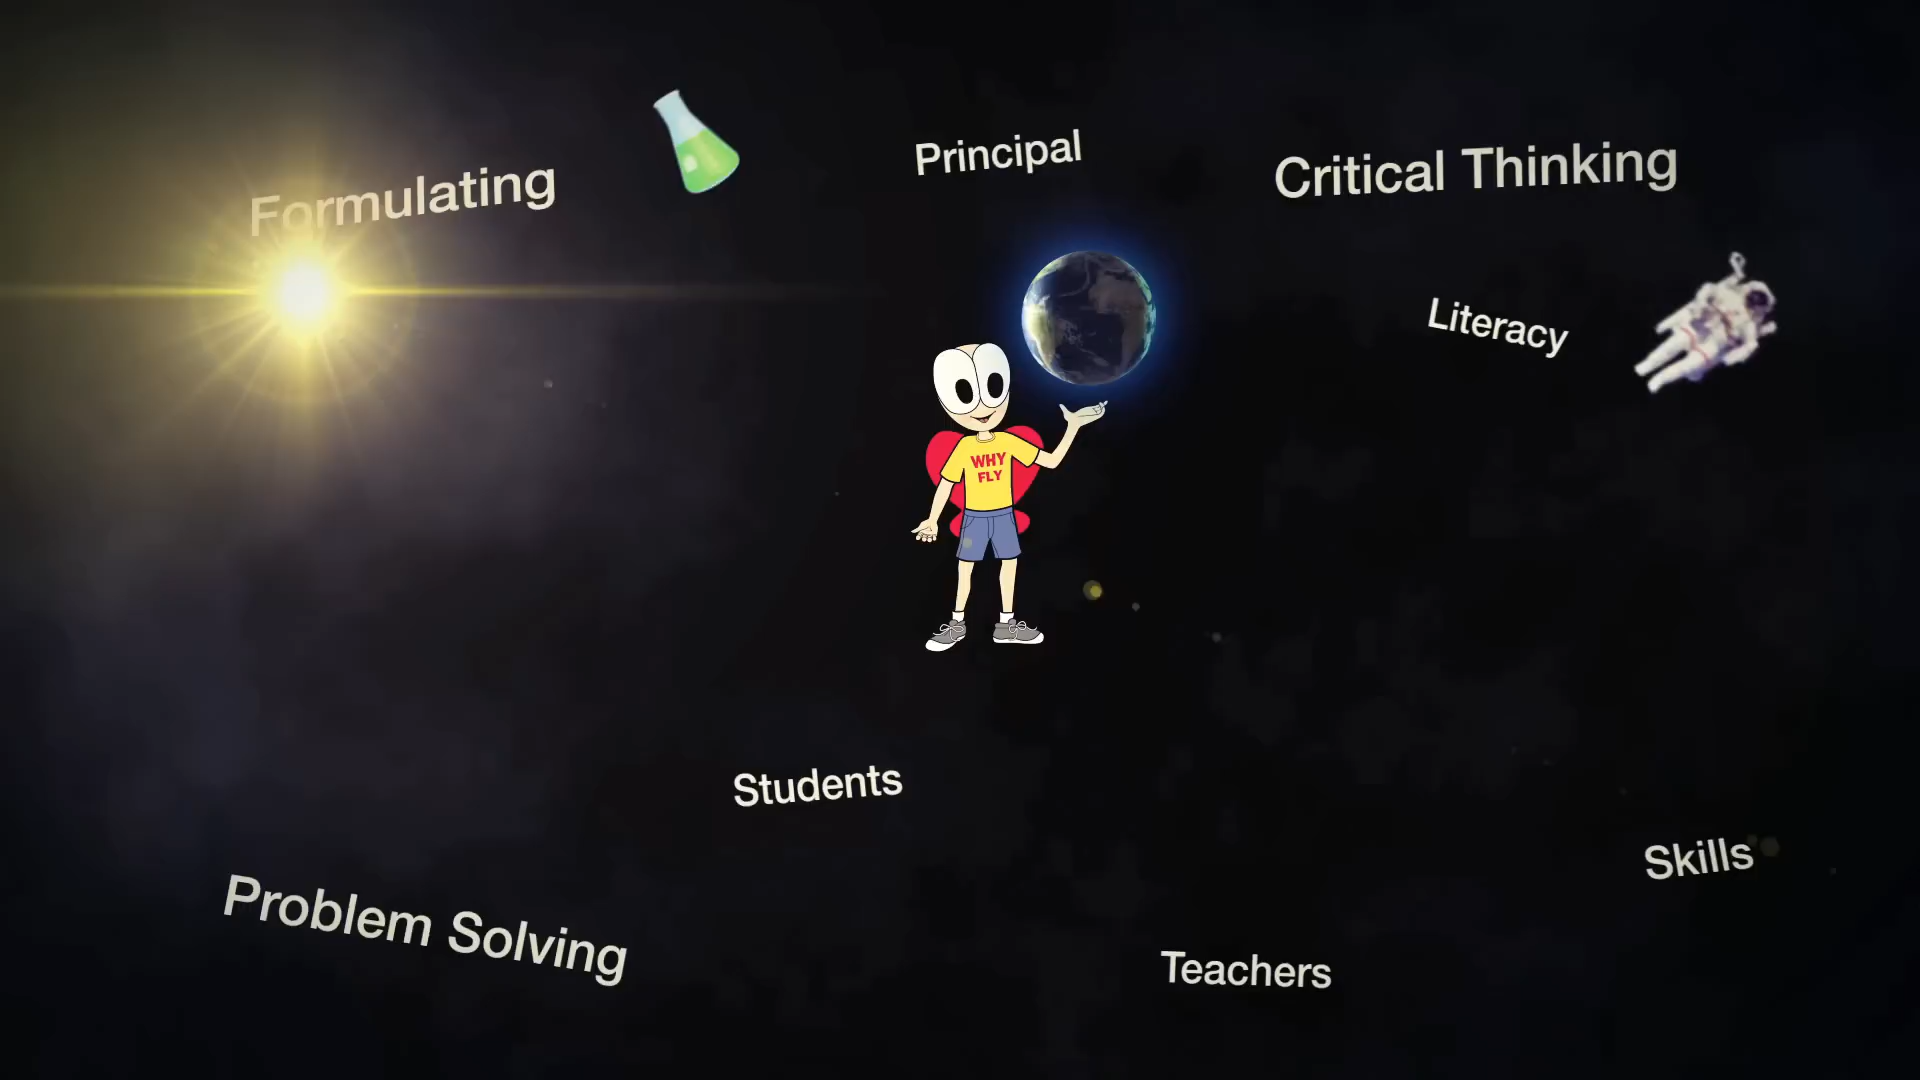 Principal
Critical Thinking
Formulating
Literacy
WHY
FLY
Students
Skills
Problem Solving
Teachers